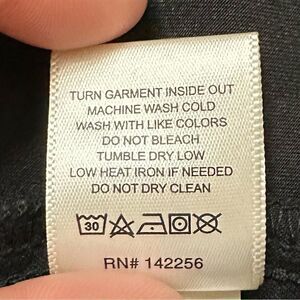 TURN GARMENT INSIDE OUT
MACHINE WASH COLD
WASH WITH LIKE COLORS
DO NOT BLEACH
TUMBLE DRY LOW
LOW HEAT IRON IF NEEDED
DO NOT DRY CLEAN
30
RN# 142256